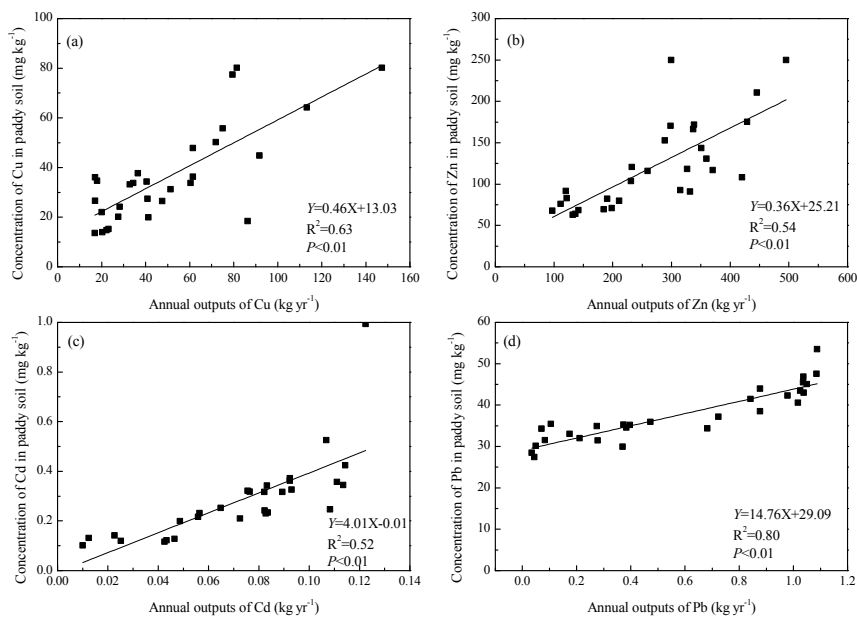 (a)
Concentration of Cu in paddy soil (mg kg⁻¹)
100
80
60
40
20
0
Y=0.46X+13.03
R²=0.63
P<0.01
0 20 40 60 80 100 120 140 160
Annual outputs of Cu (kg yr⁻¹)
(b)
Concentration of Zn in paddy soil (mg kg⁻¹)
300
250
200
150
100
50
0
Y=0.36X+25.21
R²=0.54
P<0.01
0 100 200 300 400 500 600
Annual outputs of Zn (kg yr⁻¹)
(c)
Concentration of Cd in paddy soil (mg kg⁻¹)
1.0
0.8
0.6
0.4
0.2
0.0
Y=4.01X-0.01
R²=0.52
P<0.01
0.00 0.02 0.04 0.06 0.08 0.10 0.12 0.14
Annual outputs of Cd (kg yr⁻¹)
(d)
Concentration of Pb in paddy soil (mg kg⁻¹)
60
50
40
30
20
10
0
Y=14.76X+29.09
R²=0.80
P<0.01
0.0 0.2 0.4 0.6 0.8 1.0 1.2
Annual outputs of Pb (kg yr⁻¹)